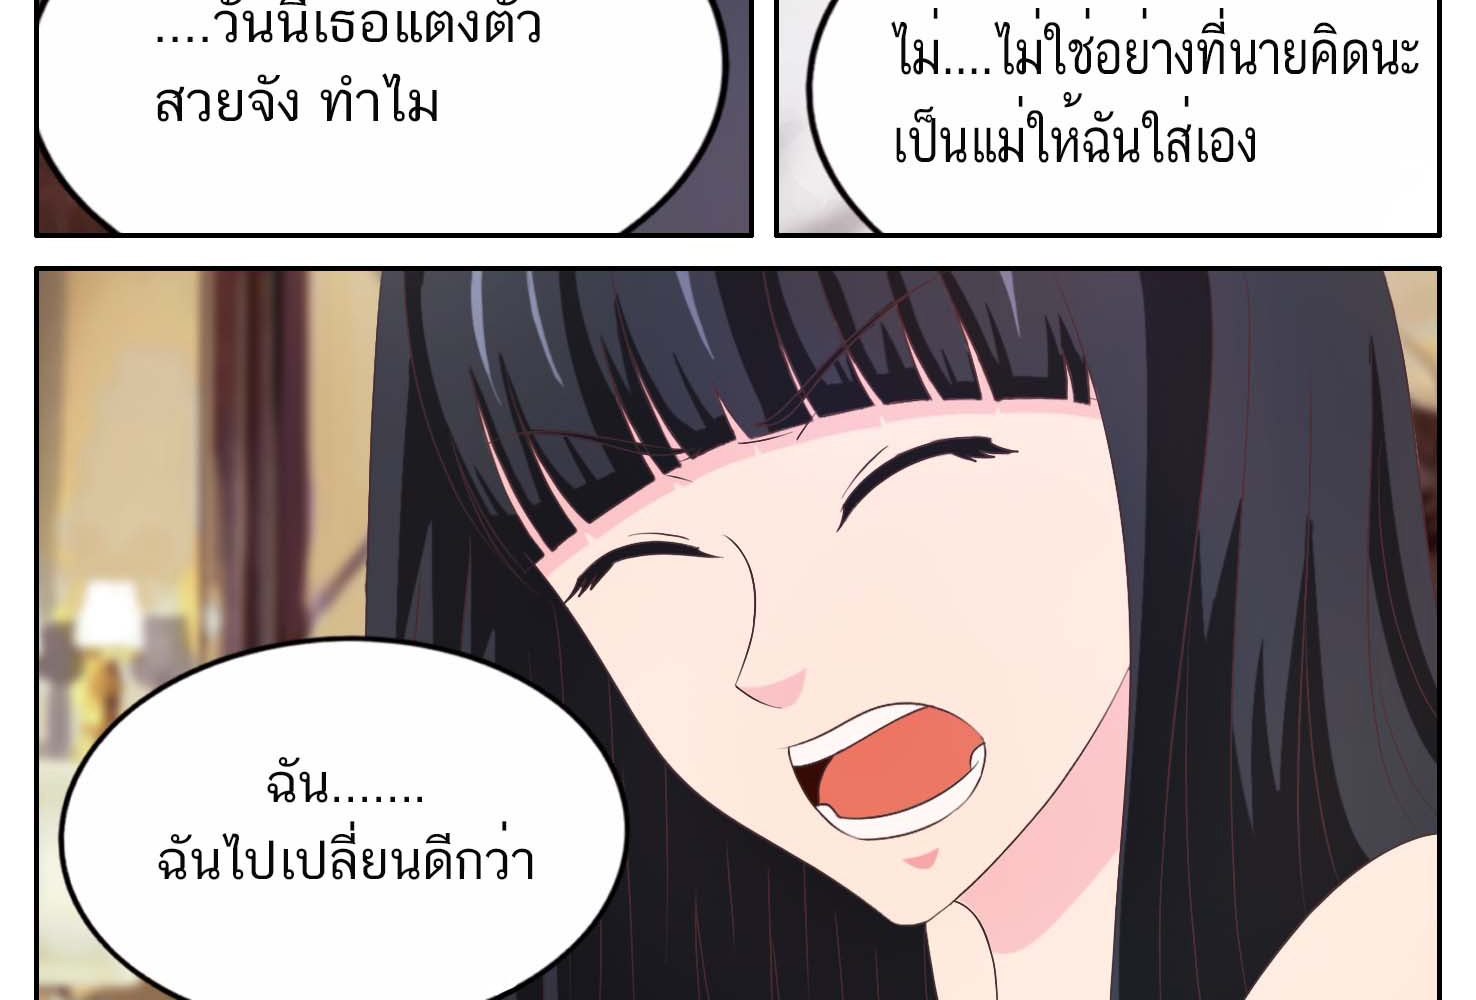 ....วันนี้เธอแตงตัว
สวยจัง ทำไม
ไม่....ไม่ใช่อย่างที่นายคิดนะ
เป็นแม่ให้ฉันใส่เอง
ฉัน.......
ฉันไปเปลี่ยนดีกว่า